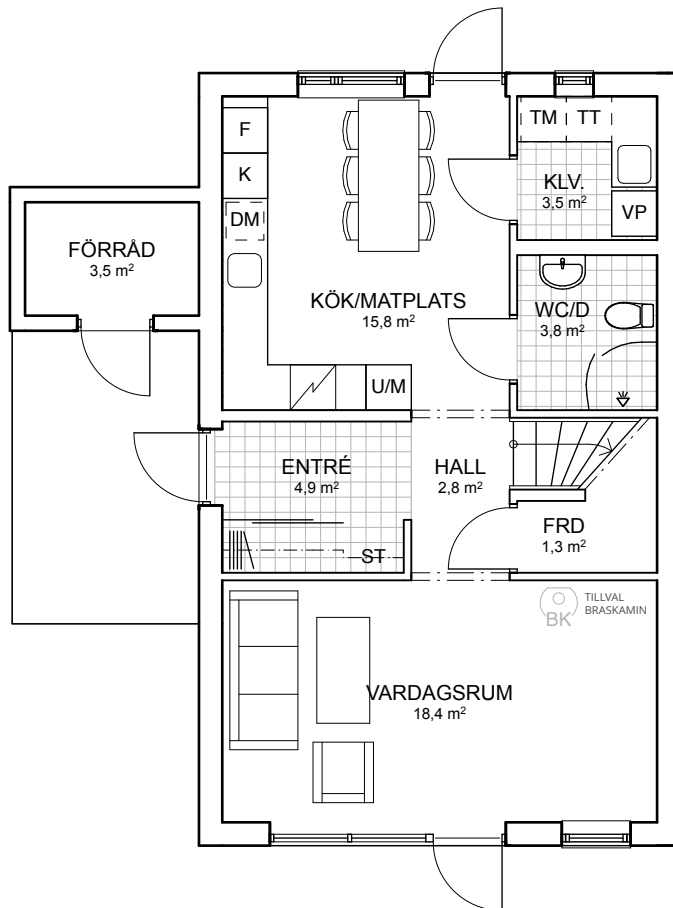 F
TM TT
K
KLV.
3,5 m²
DM
VP
FÖRRÅD
3,5 m²
KÖK/MATPLATS
15,8 m²
WC/D
3,8 m²
U/M
ENTRÉ
4,9 m²
HALL
2,8 m²
FRD
1,3 m²
ST
TILLVAL
BRASKAMIN
BK
VARDAGSRUM
18,4 m²